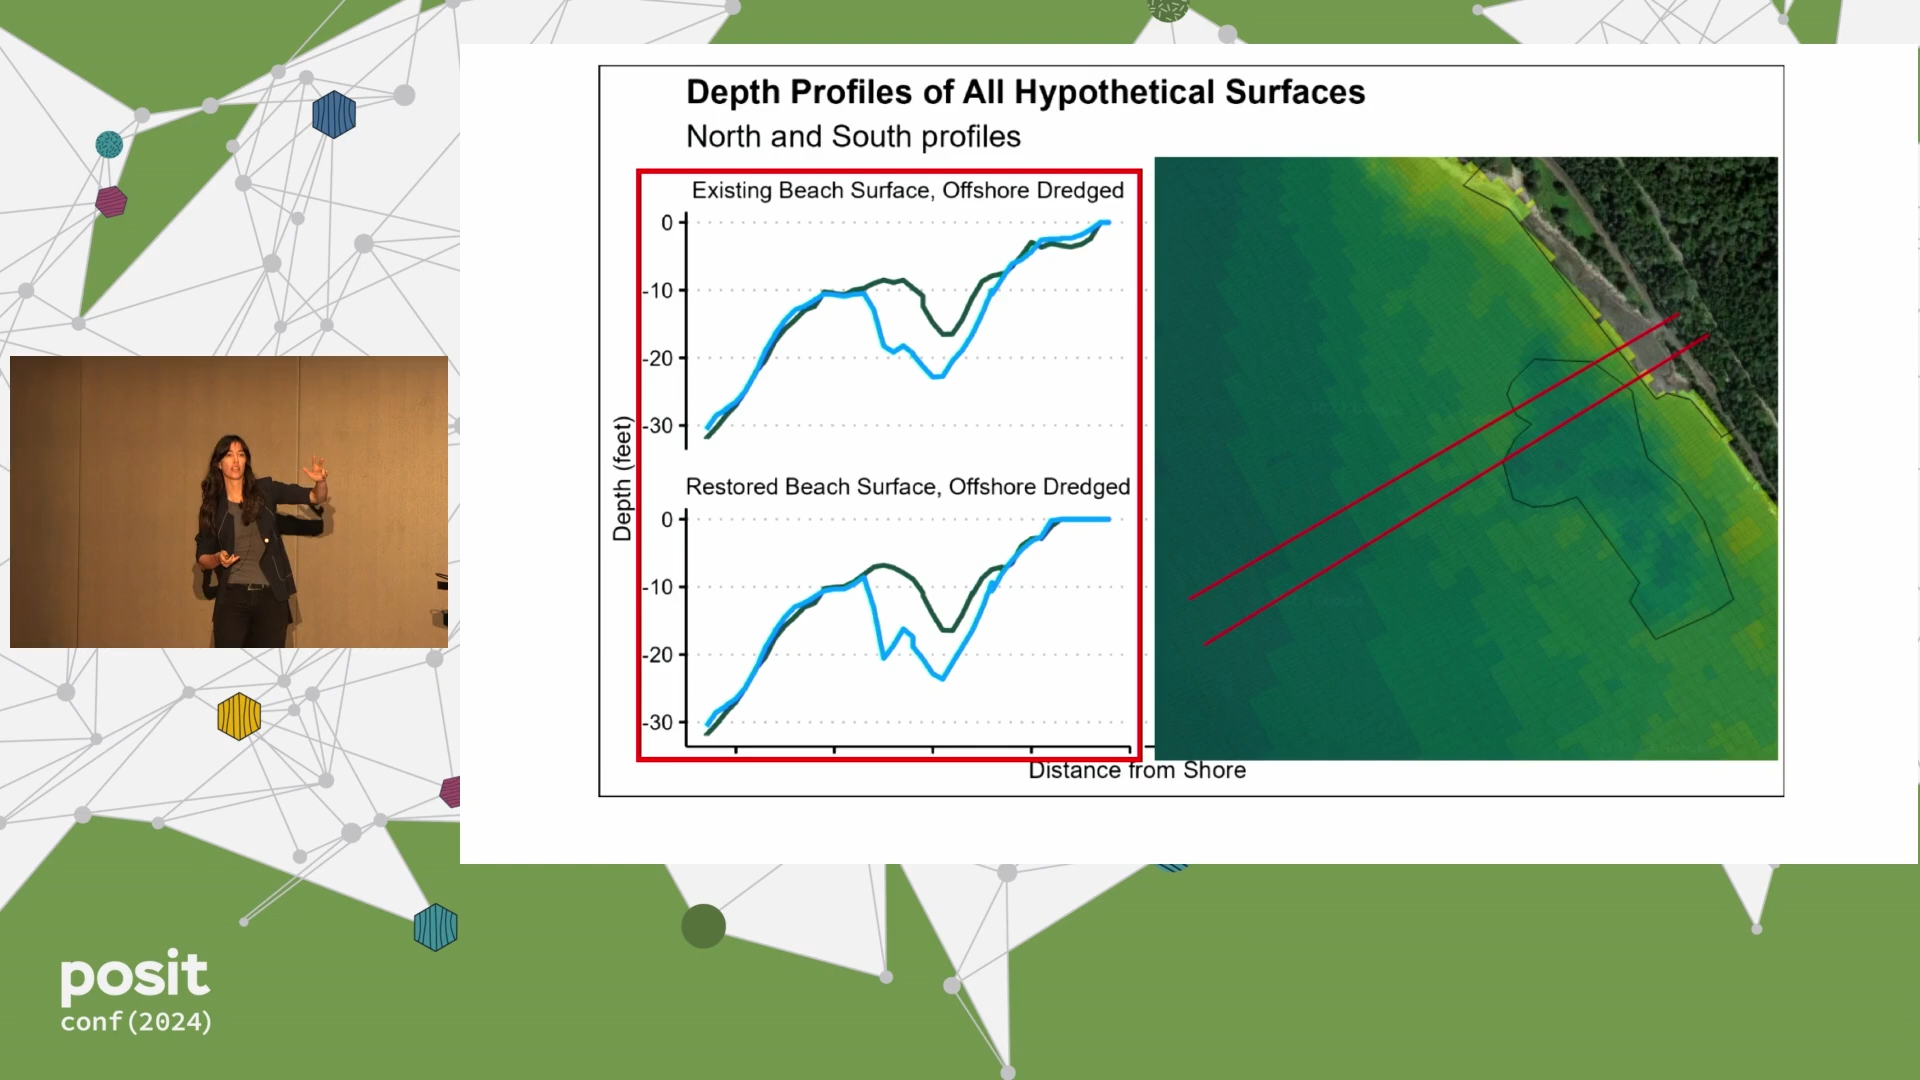 Depth Profiles of All Hypothetical Surfaces
North and South profiles
Existing Beach Surface, Offshore Dredged
0
-10
-20
-30
Restored Beach Surface, Offshore Dredged
0
-10
-20
-30
Depth (feet)
Distance from Shore
posit
conf(2024)